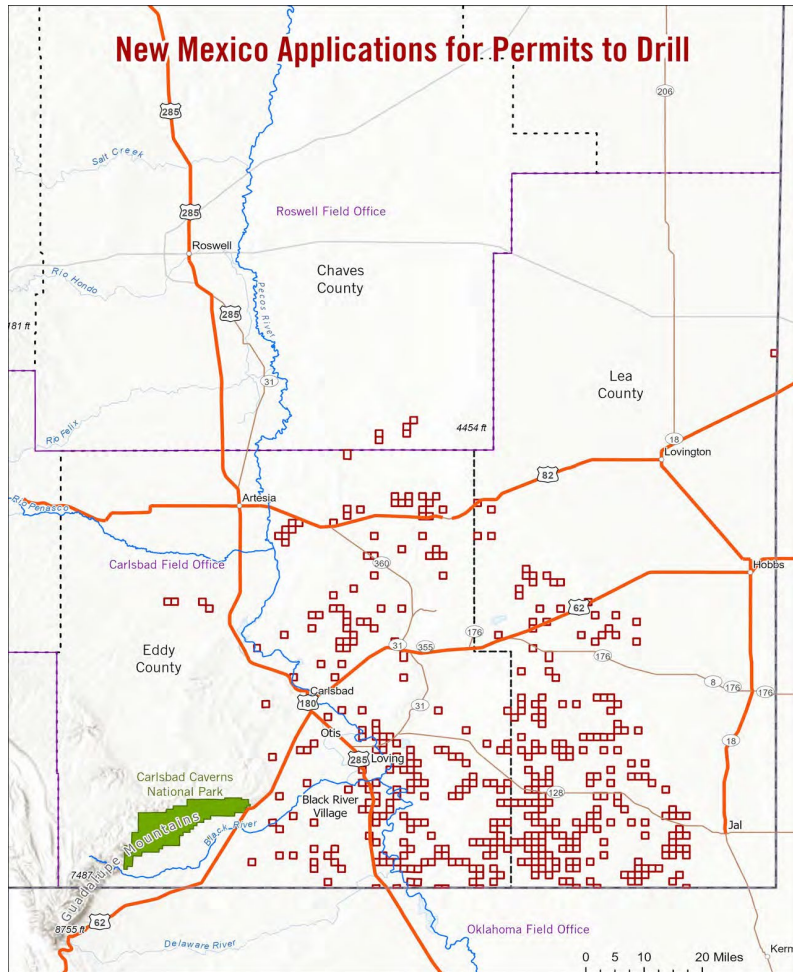 New Mexico Applications for Permits to Drill
206
285
Salt Creek
285
Roswell Field Office
Roswell
Chaves
County
Rio Hondo
Pecos River
285
181 ft
31
Lea
County
Rio Felix
4454 ft
18
Lovington
82
Artesia
Rio Penasco
360
Carlsbad Field Office
Hobbs
62
Eddy
County
31
355
176
176
8
176
176
Carlsbad
180
31
Otis
18
285
Loving
Carlsbad Caverns
National Park
128
Black River
Village
Jal
Black River
Guadalupe Mountains
7487
8755 ft
62
Oklahoma Field Office
Delaware River
Kerm
0 5 10 20 Miles